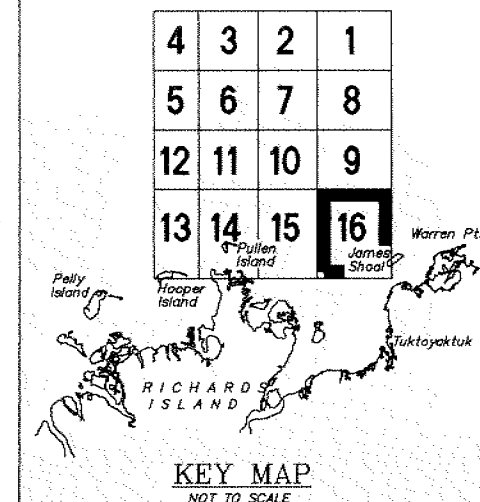 4 3 2 1
5 6 7 8
12 11 10 9
13 14 15 16
Pullen
Island
James
Shoal
Warren Pt.
Pelly
Island
Hooper
Island
Tuktoyaktuk
RICHARDS
ISLAND
KEY MAP
NOT TO SCALE